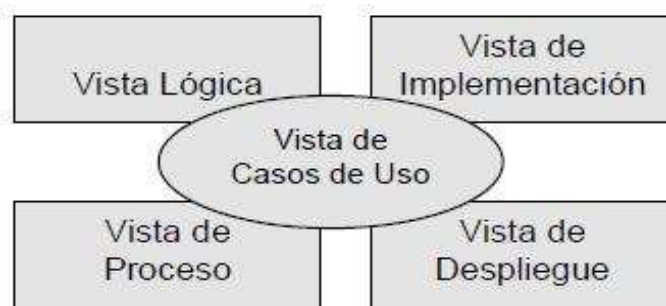 Vista Lógica
Vista de
Implementación
Vista de
Casos de Uso
Vista de
Proceso
Vista de
Despliegue